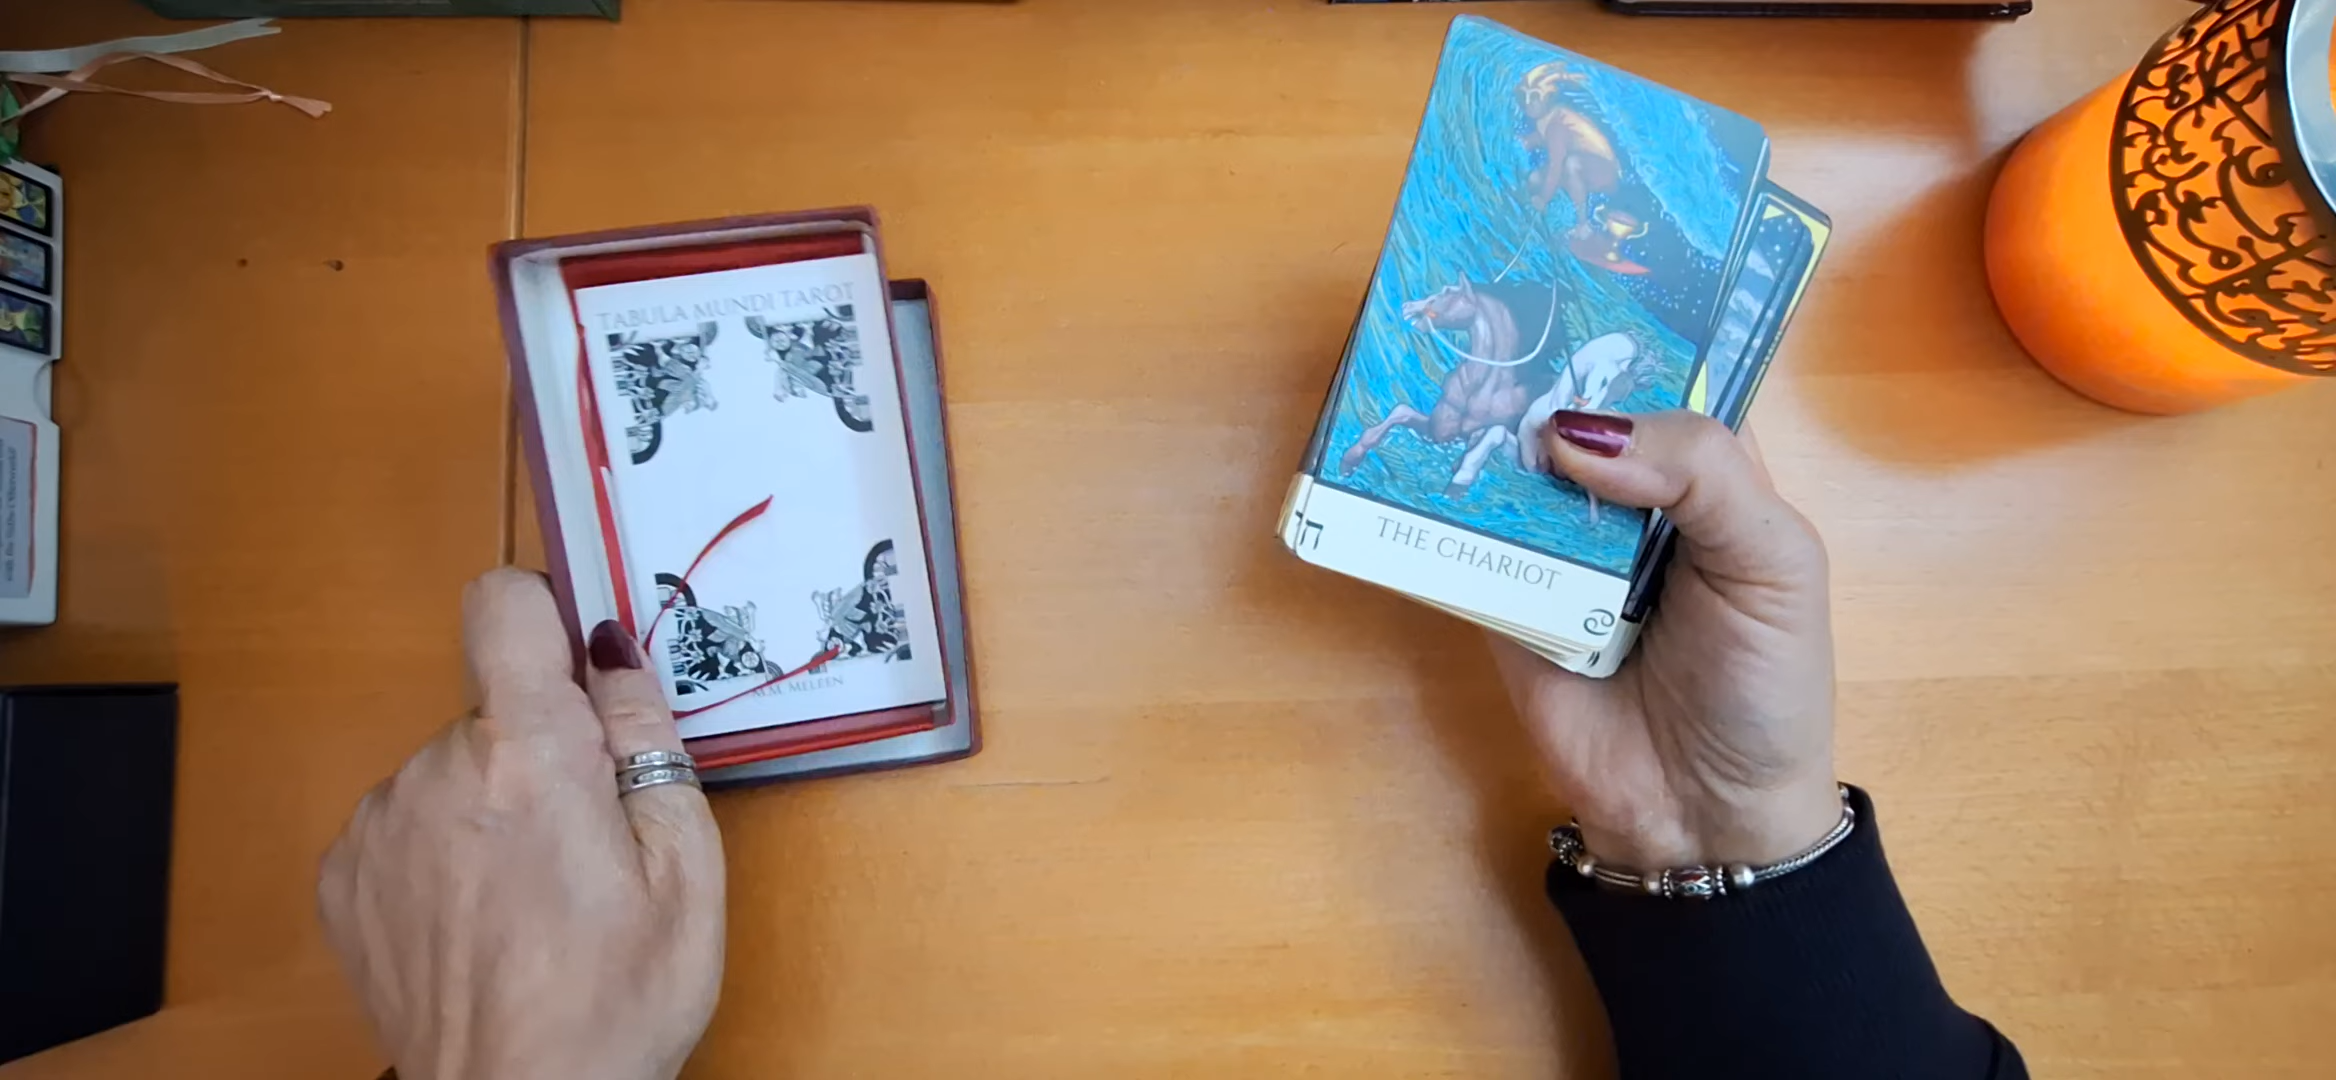 TABULA MUNDI TAROT
M.M. MELEEN
THE CHARIOT
ח
♋